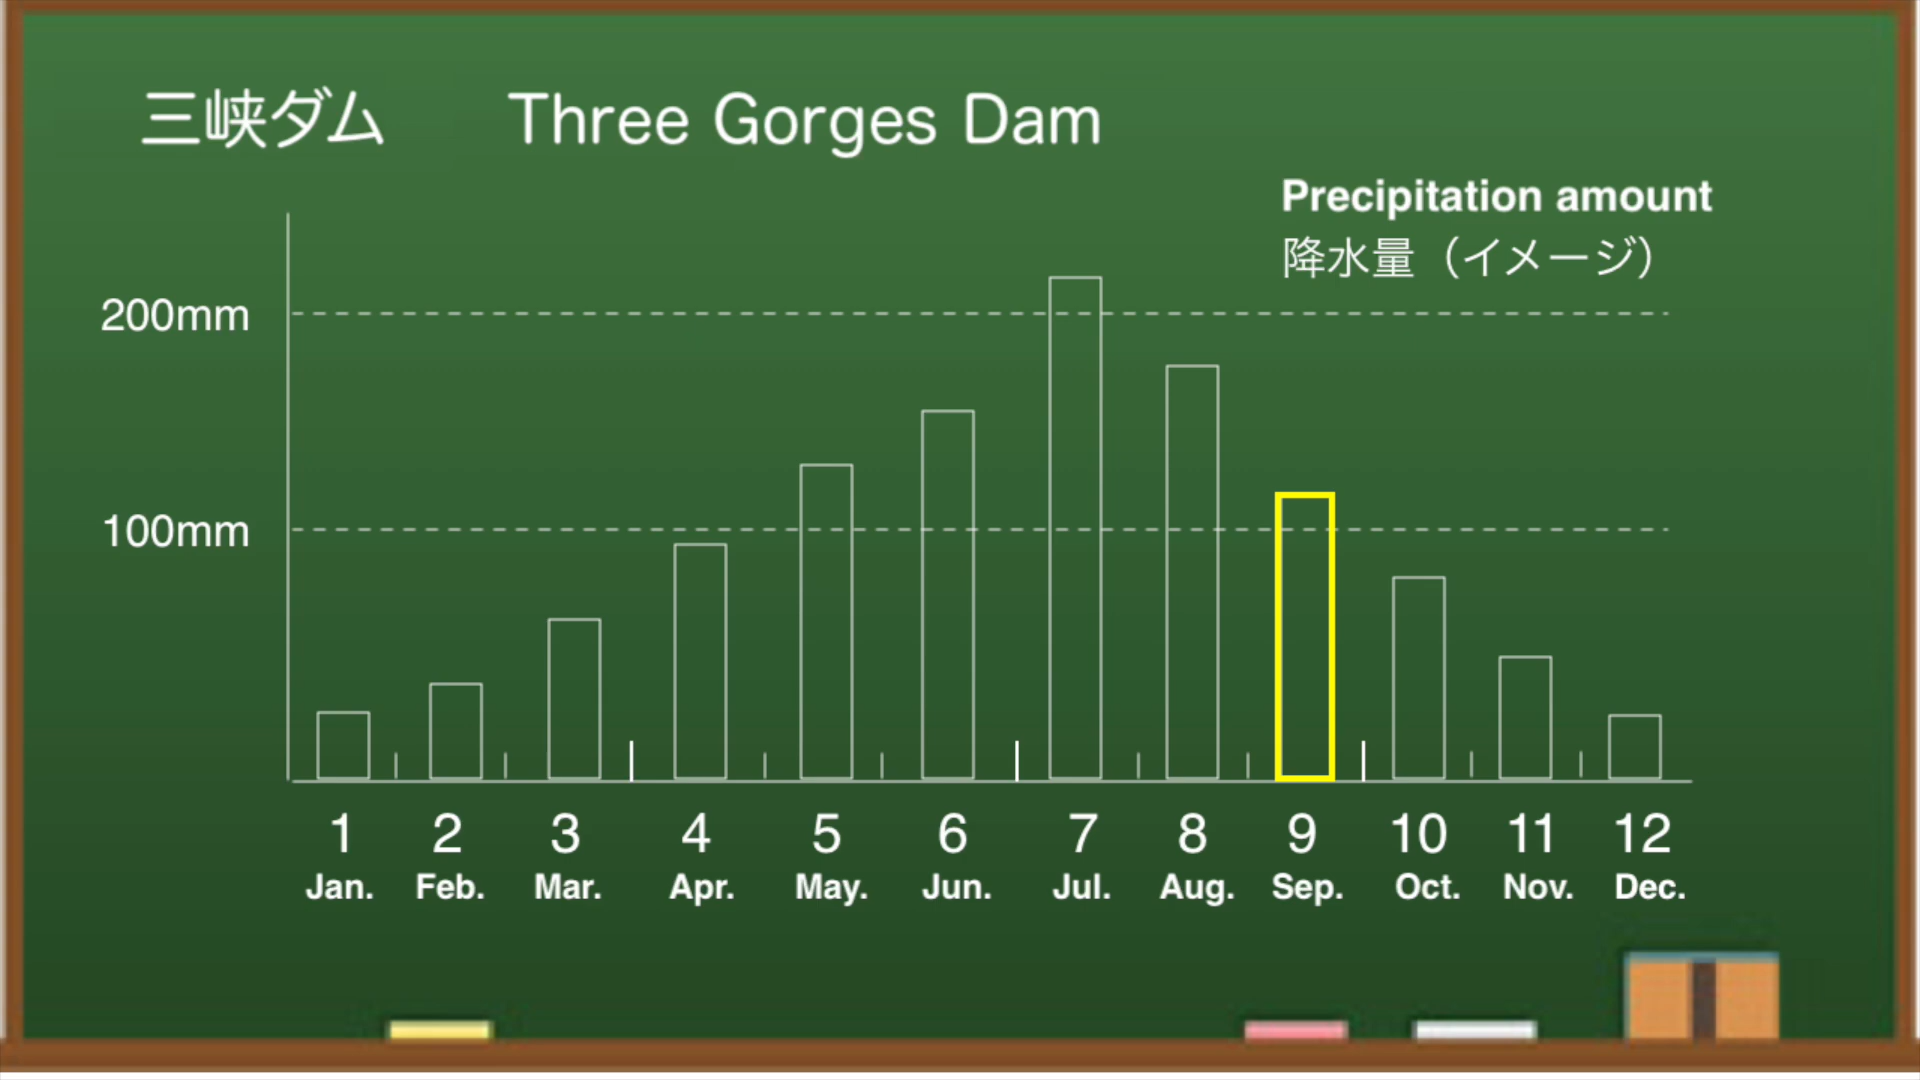 三峡ダム Three Gorges Dam
Precipitation amount
降水量（イメージ）
200mm
100mm
1 2 3 4 5 6 7 8 9 10 11 12
Jan. Feb. Mar. Apr. May. Jun. Jul. Aug. Sep. Oct. Nov. Dec.